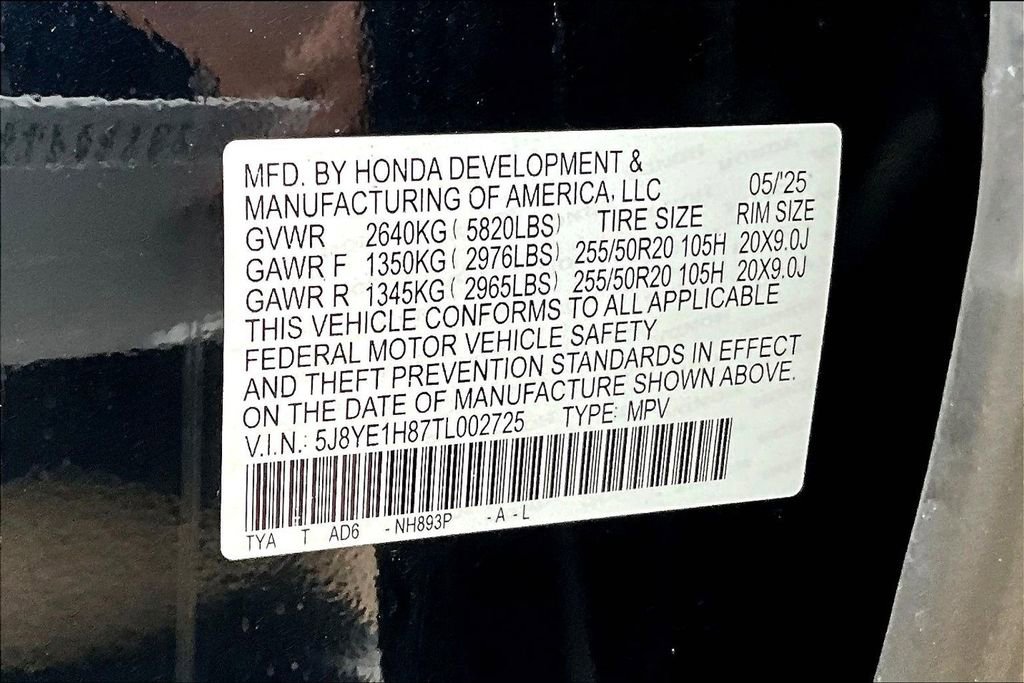 MFD. BY HONDA DEVELOPMENT &
MANUFACTURING OF AMERICA, LLC 05/'25
GVWR 2640KG ( 5820LBS) TIRE SIZE RIM SIZE
GAWR F 1350KG ( 2976LBS) 255/50R20 105H 20X9.0J
GAWR R 1345KG ( 2965LBS) 255/50R20 105H 20X9.0J
THIS VEHICLE CONFORMS TO ALL APPLICABLE
FEDERAL MOTOR VEHICLE SAFETY
AND THEFT PREVENTION STANDARDS IN EFFECT
ON THE DATE OF MANUFACTURE SHOWN ABOVE.
V.I.N.: 5J8YE1H87TL002725 TYPE: MPV
TYA T AD6 -NH893P -A-L